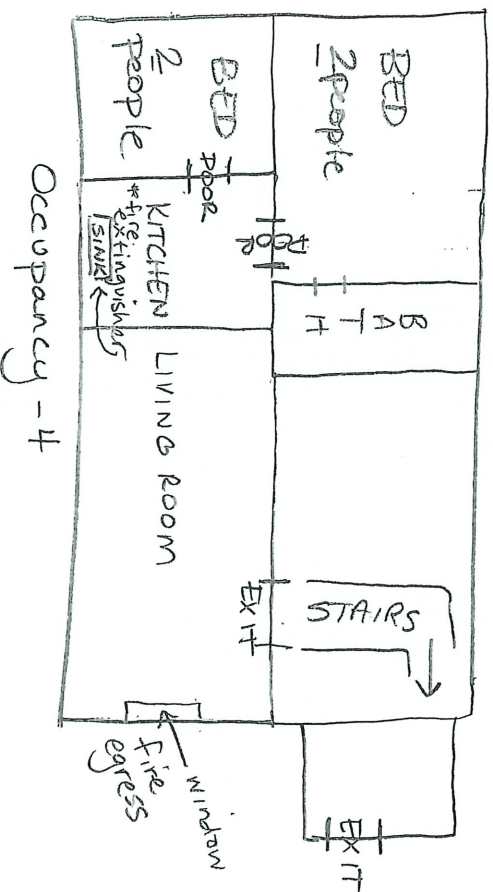 BED
2 people
BED
2
people
DOOR
DOOR
BATH
KITCHEN
**fire
extinguisher
SINK
LIVING ROOM
STAIRS
EXIT
EXIT
window
fire
egress
Occupancy - 4